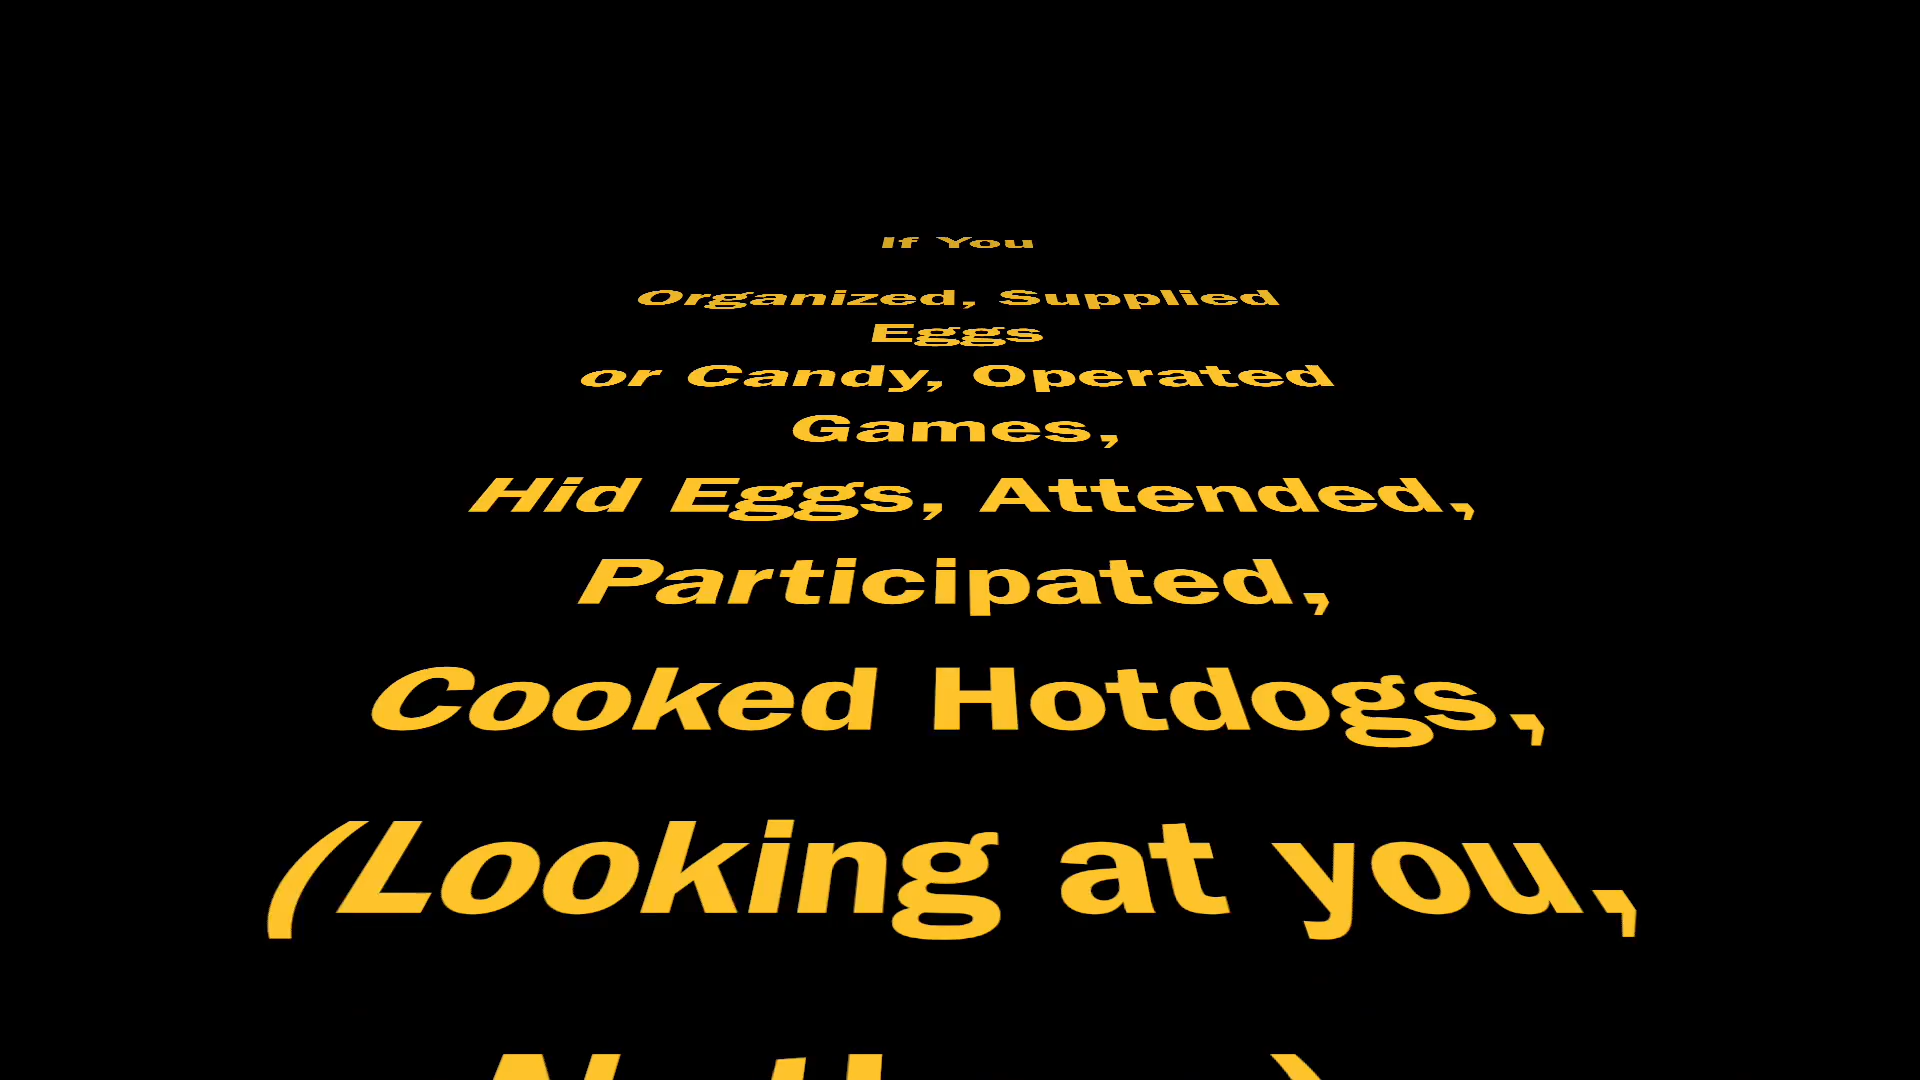 If You
Organized, Supplied
Eggs
or Candy, Operated
Games,
Hid Eggs, Attended,
Participated,
Cooked Hotdogs,
(Looking at you,